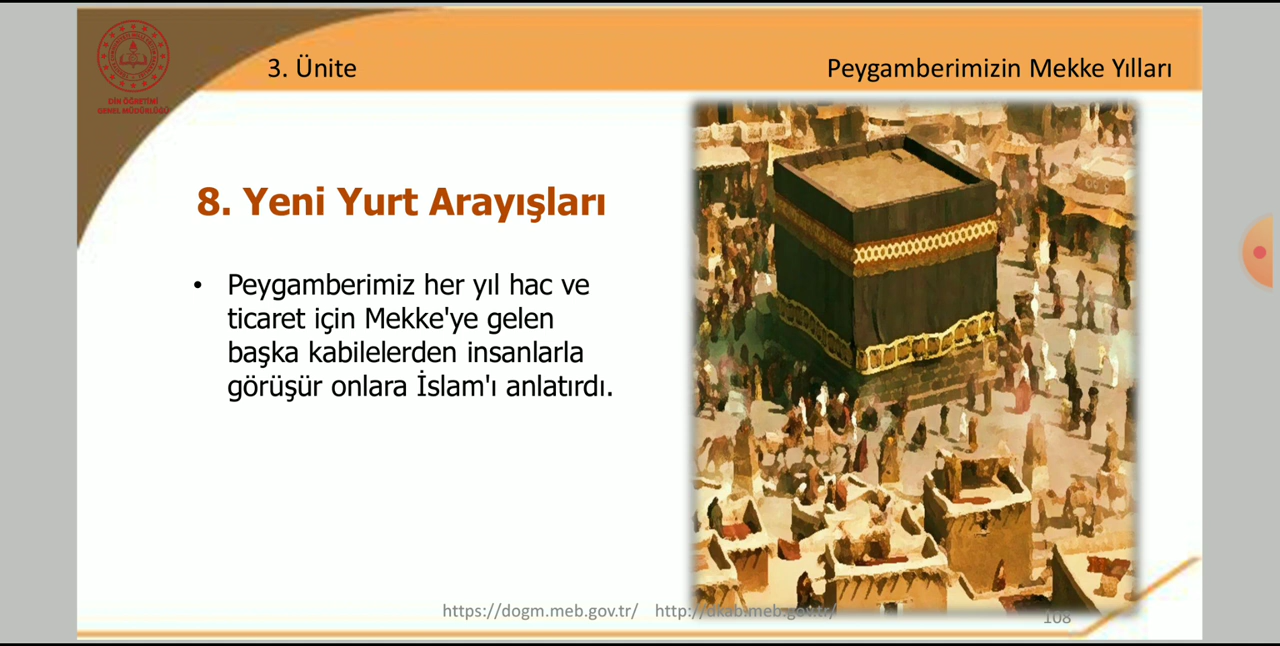 DİN ÖĞRETİMİ
GENEL MÜDÜRLÜĞÜ
3. Ünite
Peygamberimizin Mekke Yılları
8. Yeni Yurt Arayışları
• Peygamberimiz her yıl hac ve
ticaret için Mekke'ye gelen
başka kabilelerden insanlarla
görüşür onlara İslam'ı anlatırdı.
https://dogm.meb.gov.tr/ http://dkab.meb.gov.tr/
108